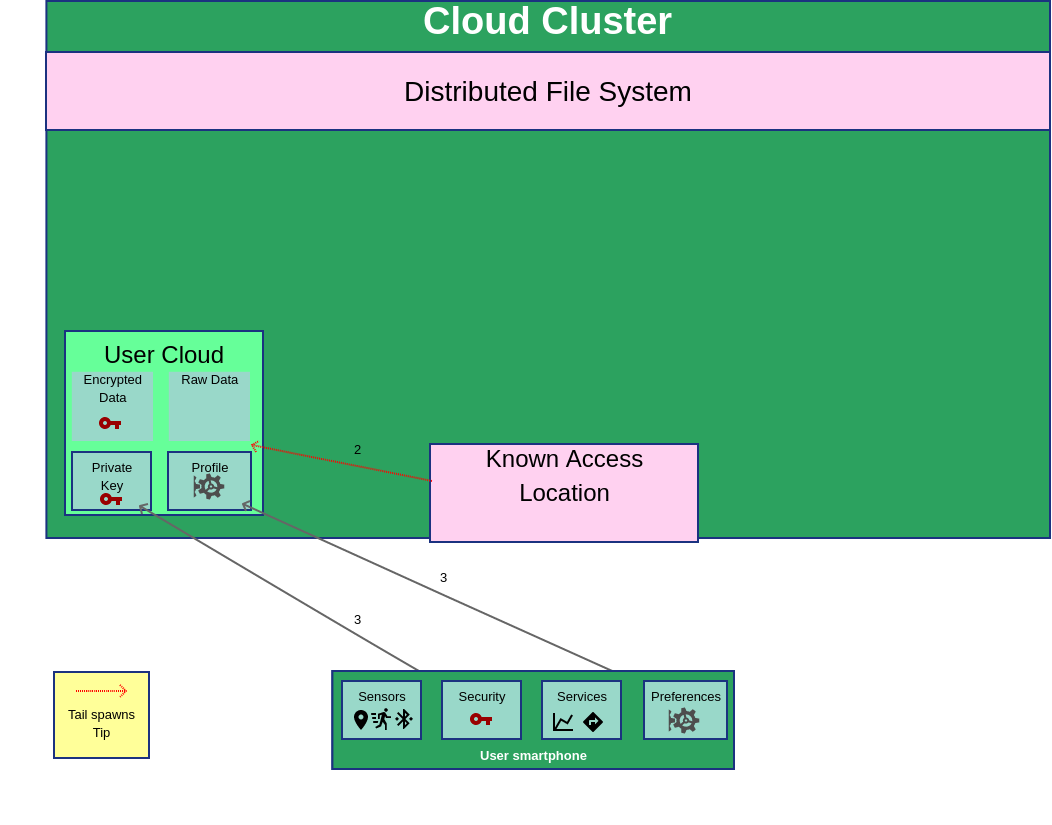 Cloud Cluster
Distributed File System
User Cloud
Encrypted
Data
Raw Data
Private
Key
Profile
2
Known Access
Location
3
3
Tail spawns
Tip
Sensors
Security
Services
Preferences
User smartphone